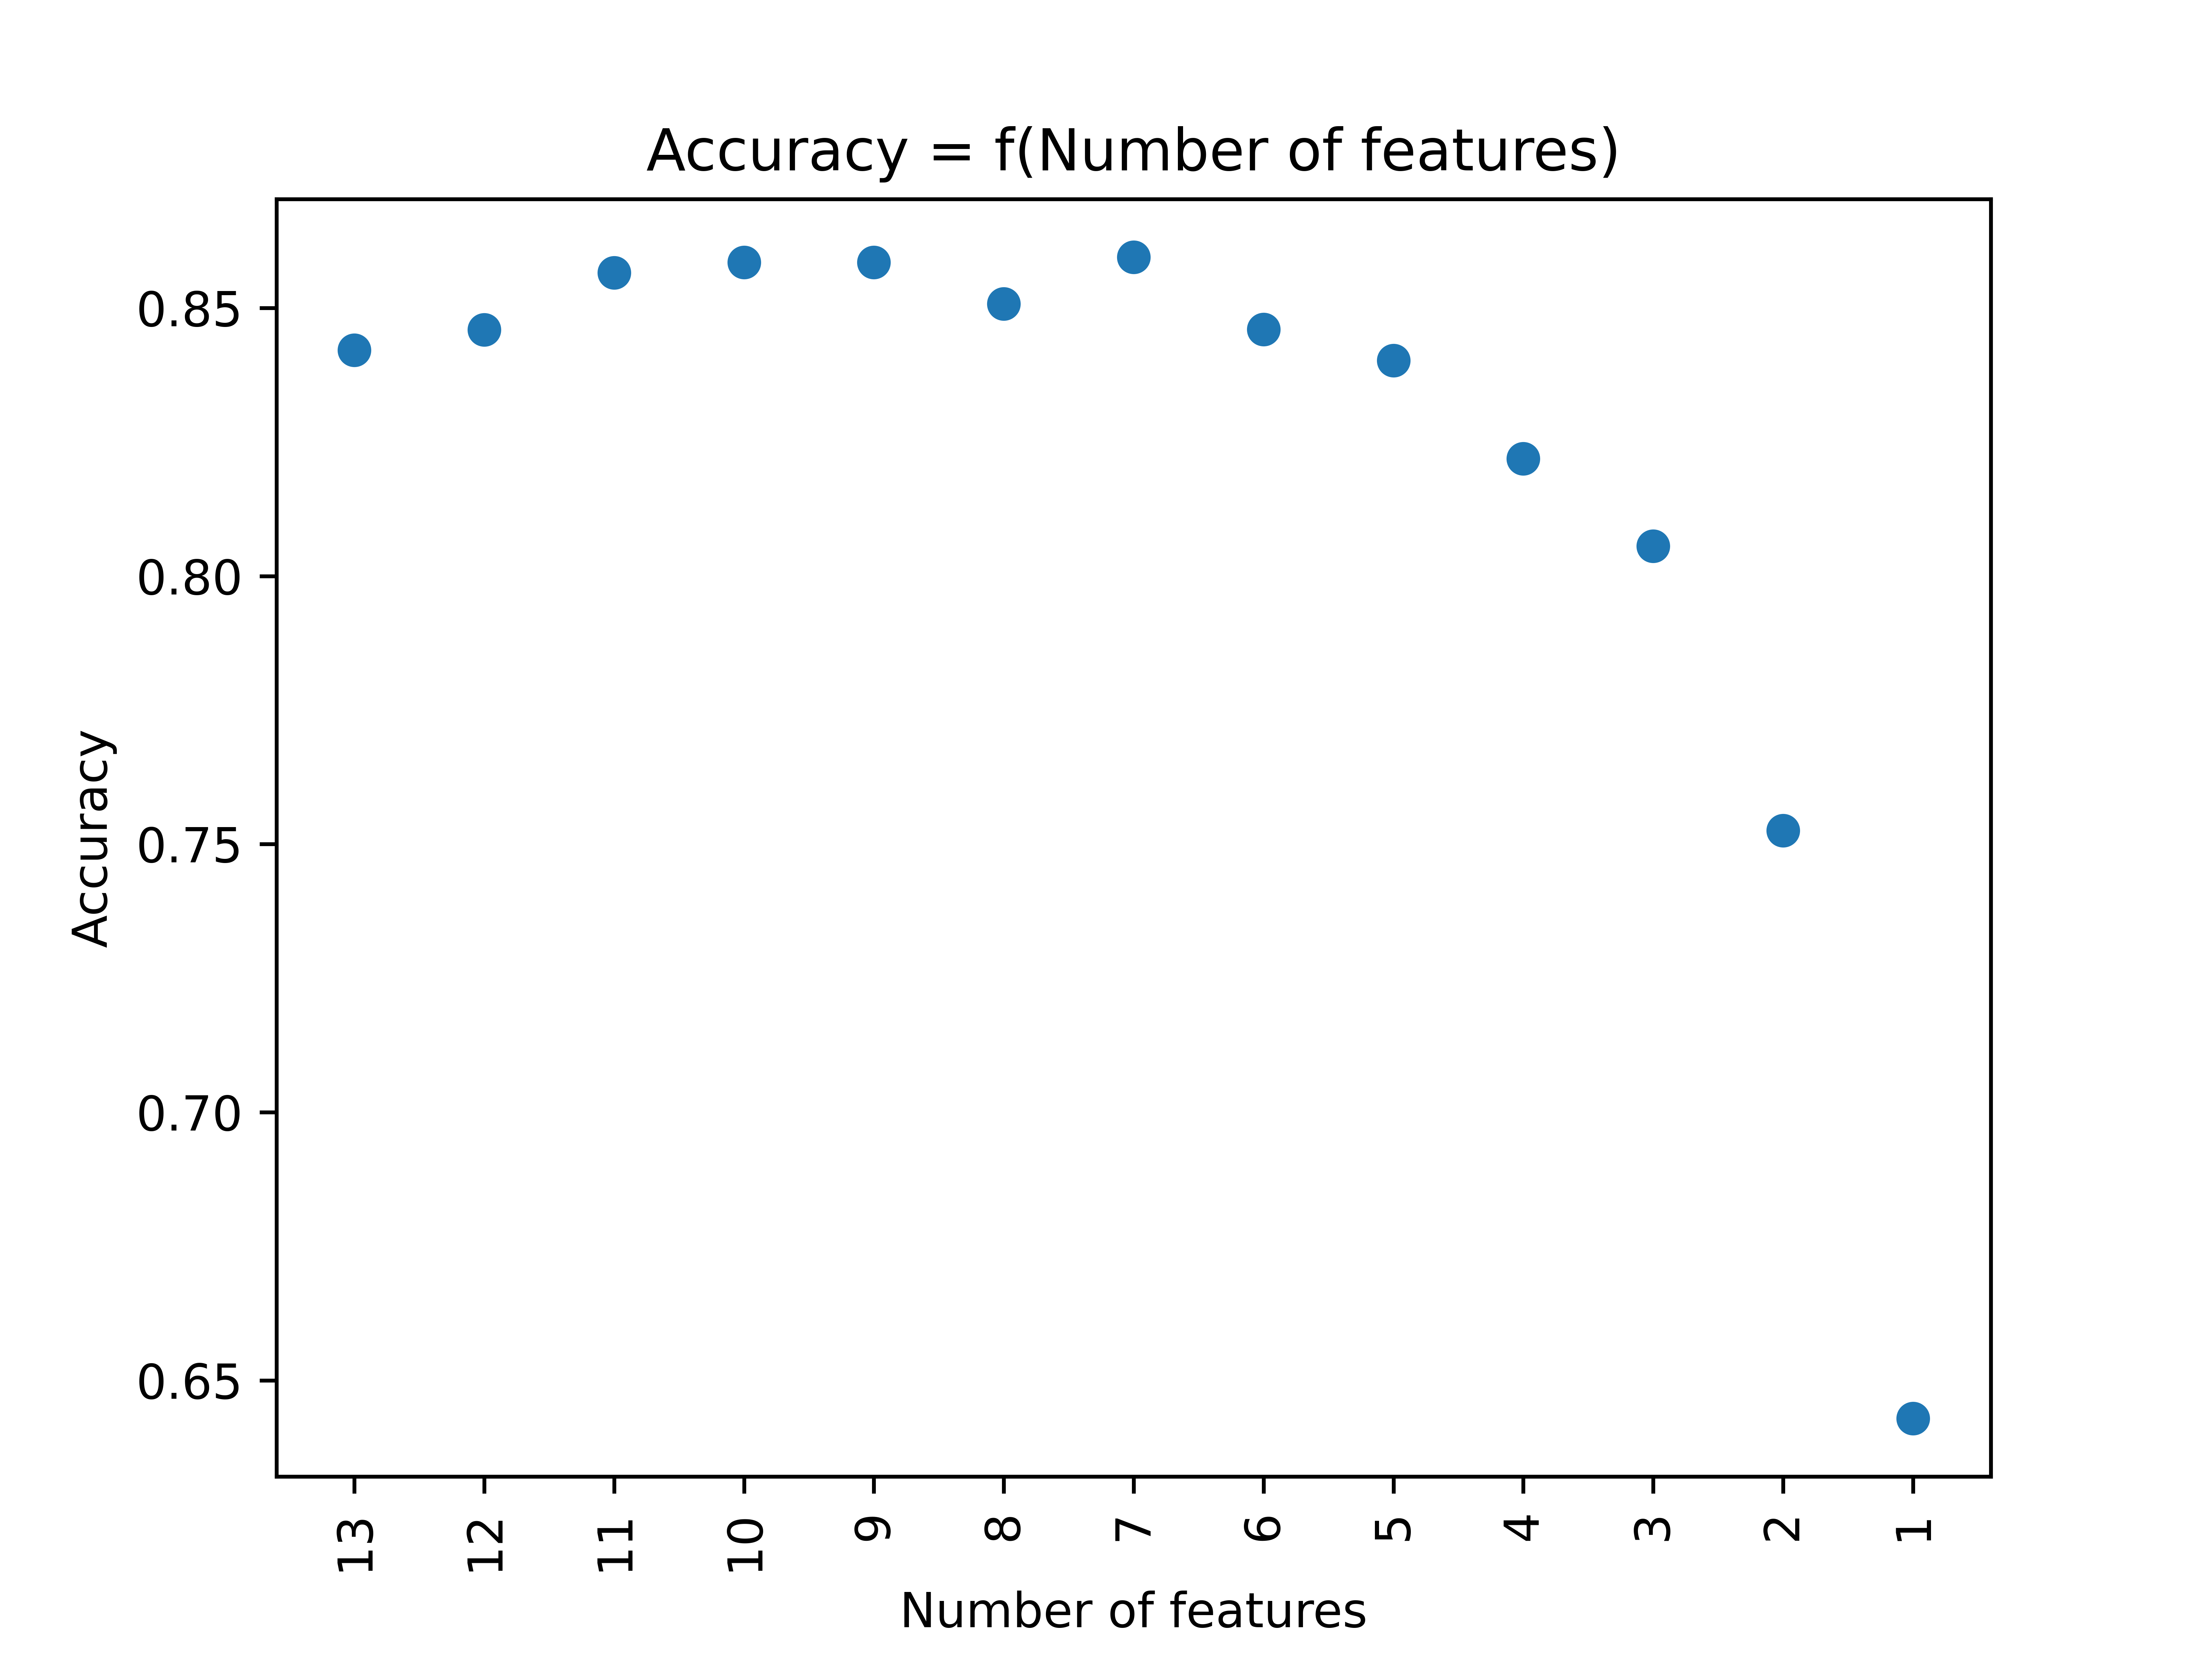 Accuracy = f(Number of features)
Accuracy
0.85
0.80
0.75
0.70
0.65
13 12 11 10 9 8 7 6 5 4 3 2 1
Number of features